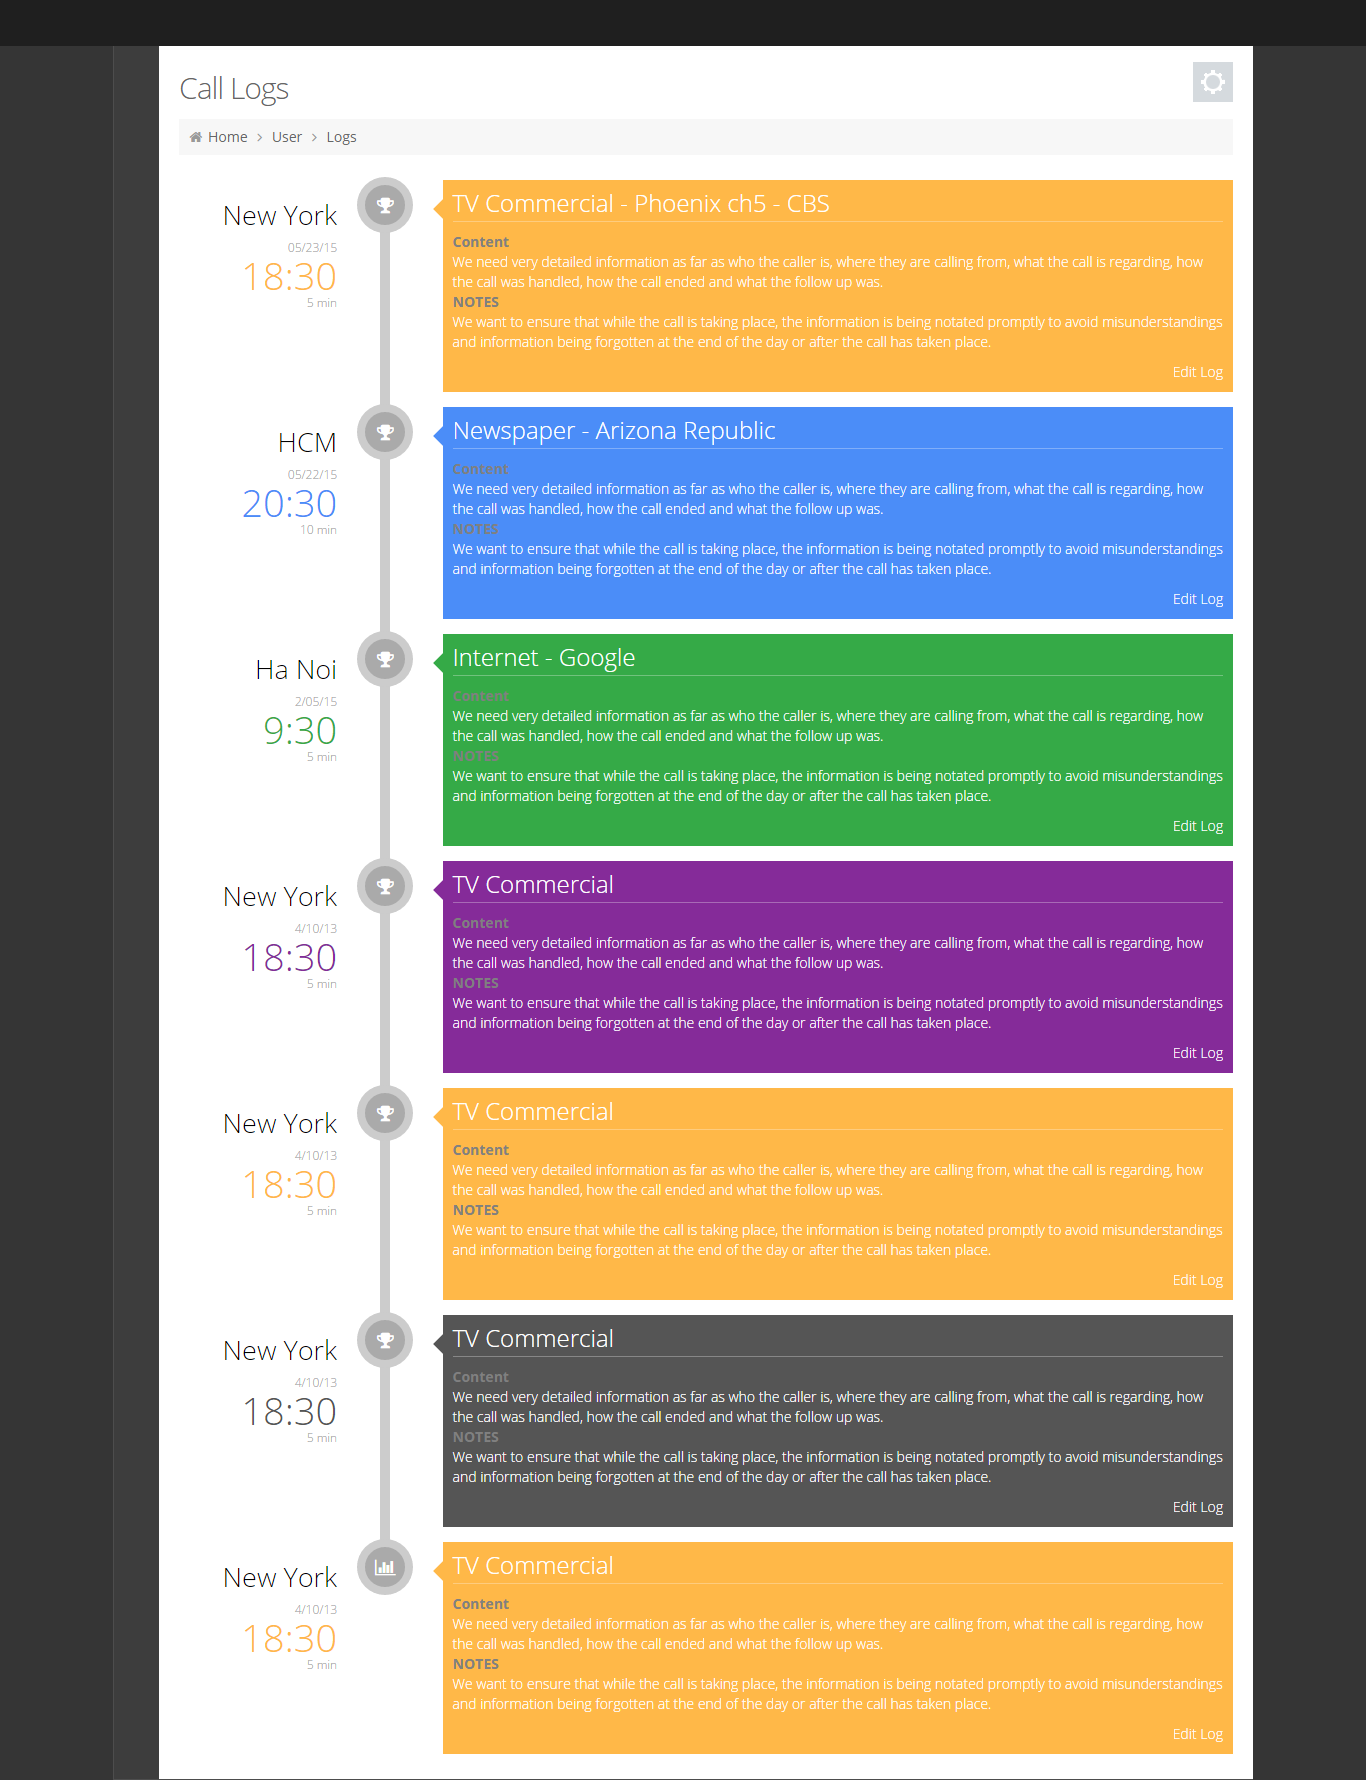 Call Logs
Home > User > Logs
New York
05/23/15
18:30
5 min
TV Commercial - Phoenix ch5 - CBS
Content
We need very detailed information as far as who the caller is, where they are calling from, what the call is regarding, how
the call was handled, how the call ended and what the follow up was.
NOTES
We want to ensure that while the call is taking place, the information is being notated promptly to avoid misunderstandings
and information being forgotten at the end of the day or after the call has taken place.
Edit Log
HCM
05/22/15
20:30
10 min
Newspaper - Arizona Republic
Content
We need very detailed information as far as who the caller is, where they are calling from, what the call is regarding, how
the call was handled, how the call ended and what the follow up was.
NOTES
We want to ensure that while the call is taking place, the information is being notated promptly to avoid misunderstandings
and information being forgotten at the end of the day or after the call has taken place.
Edit Log
Ha Noi
2/05/15
9:30
5 min
Internet - Google
Content
We need very detailed information as far as who the caller is, where they are calling from, what the call is regarding, how
the call was handled, how the call ended and what the follow up was.
NOTES
We want to ensure that while the call is taking place, the information is being notated promptly to avoid misunderstandings
and information being forgotten at the end of the day or after the call has taken place.
Edit Log
New York
4/10/13
18:30
5 min
TV Commercial
Content
We need very detailed information as far as who the caller is, where they are calling from, what the call is regarding, how
the call was handled, how the call ended and what the follow up was.
NOTES
We want to ensure that while the call is taking place, the information is being notated promptly to avoid misunderstandings
and information being forgotten at the end of the day or after the call has taken place.
Edit Log
New York
4/10/13
18:30
5 min
TV Commercial
Content
We need very detailed information as far as who the caller is, where they are calling from, what the call is regarding, how
the call was handled, how the call ended and what the follow up was.
NOTES
We want to ensure that while the call is taking place, the information is being notated promptly to avoid misunderstandings
and information being forgotten at the end of the day or after the call has taken place.
Edit Log
New York
4/10/13
18:30
5 min
TV Commercial
Content
We need very detailed information as far as who the caller is, where they are calling from, what the call is regarding, how
the call was handled, how the call ended and what the follow up was.
NOTES
We want to ensure that while the call is taking place, the information is being notated promptly to avoid misunderstandings
and information being forgotten at the end of the day or after the call has taken place.
Edit Log
New York
4/10/13
18:30
5 min
TV Commercial
Content
We need very detailed information as far as who the caller is, where they are calling from, what the call is regarding, how
the call was handled, how the call ended and what the follow up was.
NOTES
We want to ensure that while the call is taking place, the information is being notated promptly to avoid misunderstandings
and information being forgotten at the end of the day or after the call has taken place.
Edit Log